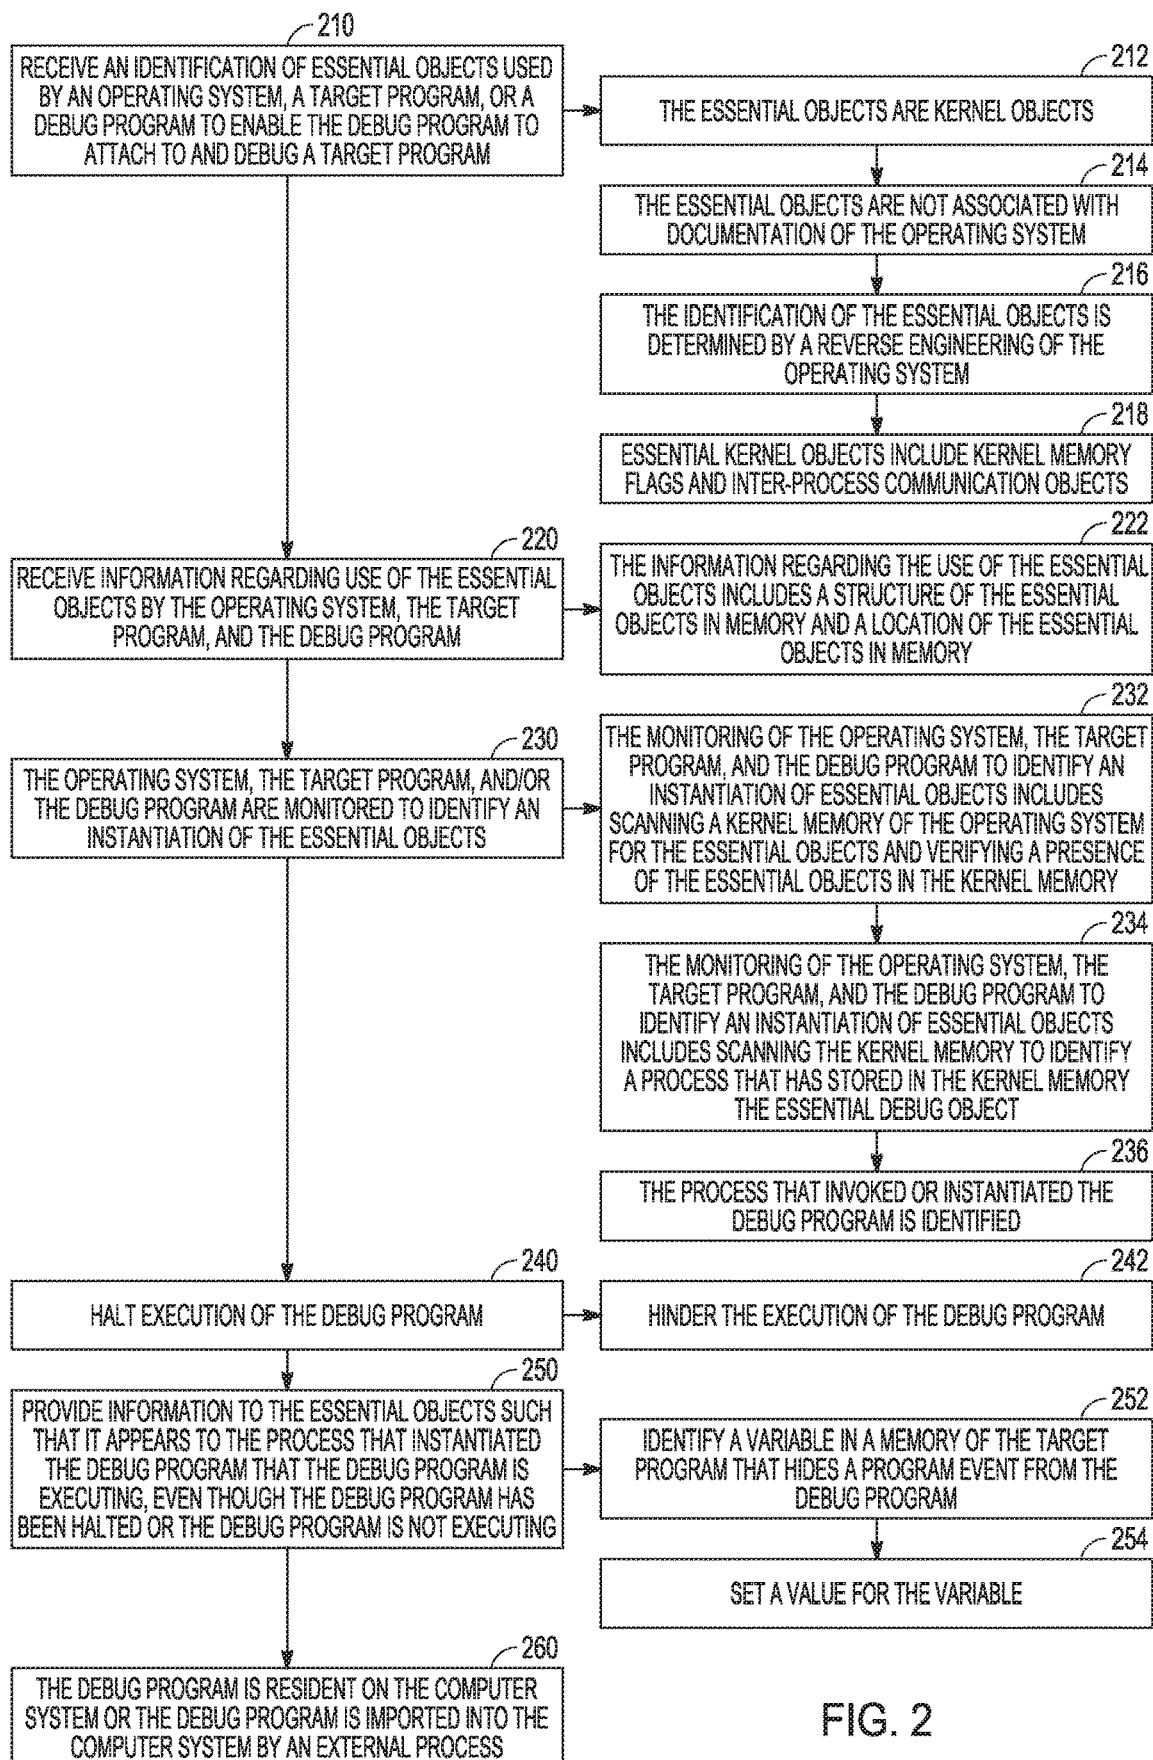 210
RECEIVE AN IDENTIFICATION OF ESSENTIAL OBJECTS USED
BY AN OPERATING SYSTEM, A TARGET PROGRAM, OR A
DEBUG PROGRAM TO ENABLE THE DEBUG PROGRAM TO
ATTACH TO AND DEBUG A TARGET PROGRAM
212
THE ESSENTIAL OBJECTS ARE KERNEL OBJECTS
214
THE ESSENTIAL OBJECTS ARE NOT ASSOCIATED WITH
DOCUMENTATION OF THE OPERATING SYSTEM
216
THE IDENTIFICATION OF THE ESSENTIAL OBJECTS IS
DETERMINED BY A REVERSE ENGINEERING OF THE
OPERATING SYSTEM
218
ESSENTIAL KERNEL OBJECTS INCLUDE KERNEL MEMORY
FLAGS AND INTER-PROCESS COMMUNICATION OBJECTS
220
RECEIVE INFORMATION REGARDING USE OF THE ESSENTIAL
OBJECTS BY THE OPERATING SYSTEM, THE TARGET
PROGRAM, AND THE DEBUG PROGRAM
222
THE INFORMATION REGARDING THE USE OF THE ESSENTIAL
OBJECTS INCLUDES A STRUCTURE OF THE ESSENTIAL
OBJECTS IN MEMORY AND A LOCATION OF THE ESSENTIAL
OBJECTS IN MEMORY
230
THE OPERATING SYSTEM, THE TARGET PROGRAM, AND/OR
THE DEBUG PROGRAM ARE MONITORED TO IDENTIFY AN
INSTANTIATION OF THE ESSENTIAL OBJECTS
232
THE MONITORING OF THE OPERATING SYSTEM, THE TARGET
PROGRAM, AND THE DEBUG PROGRAM TO IDENTIFY AN
INSTANTIATION OF ESSENTIAL OBJECTS INCLUDES
SCANNING A KERNEL MEMORY OF THE OPERATING SYSTEM
FOR THE ESSENTIAL OBJECTS AND VERIFYING A PRESENCE
OF THE ESSENTIAL OBJECTS IN THE KERNEL MEMORY
234
THE MONITORING OF THE OPERATING SYSTEM, THE
TARGET PROGRAM, AND THE DEBUG PROGRAM TO
IDENTIFY AN INSTANTIATION OF ESSENTIAL OBJECTS
INCLUDES SCANNING THE KERNEL MEMORY TO IDENTIFY
A PROCESS THAT HAS STORED IN THE KERNEL MEMORY
THE ESSENTIAL DEBUG OBJECT
236
THE PROCESS THAT INVOKED OR INSTANTIATED THE
DEBUG PROGRAM IS IDENTIFIED
240
HALT EXECUTION OF THE DEBUG PROGRAM
242
HINDER THE EXECUTION OF THE DEBUG PROGRAM
250
PROVIDE INFORMATION TO THE ESSENTIAL OBJECTS SUCH
THAT IT APPEARS TO THE PROCESS THAT INSTANTIATED
THE DEBUG PROGRAM THAT THE DEBUG PROGRAM IS
EXECUTING, EVEN THOUGH THE DEBUG PROGRAM HAS
BEEN HALTED OR THE DEBUG PROGRAM IS NOT EXECUTING
252
IDENTIFY A VARIABLE IN A MEMORY OF THE TARGET
PROGRAM THAT HIDES A PROGRAM EVENT FROM THE
DEBUG PROGRAM
254
SET A VALUE FOR THE VARIABLE
260
THE DEBUG PROGRAM IS RESIDENT ON THE COMPUTER
SYSTEM OR THE DEBUG PROGRAM IS IMPORTED INTO THE
COMPUTER SYSTEM BY AN EXTERNAL PROCESS
FIG. 2